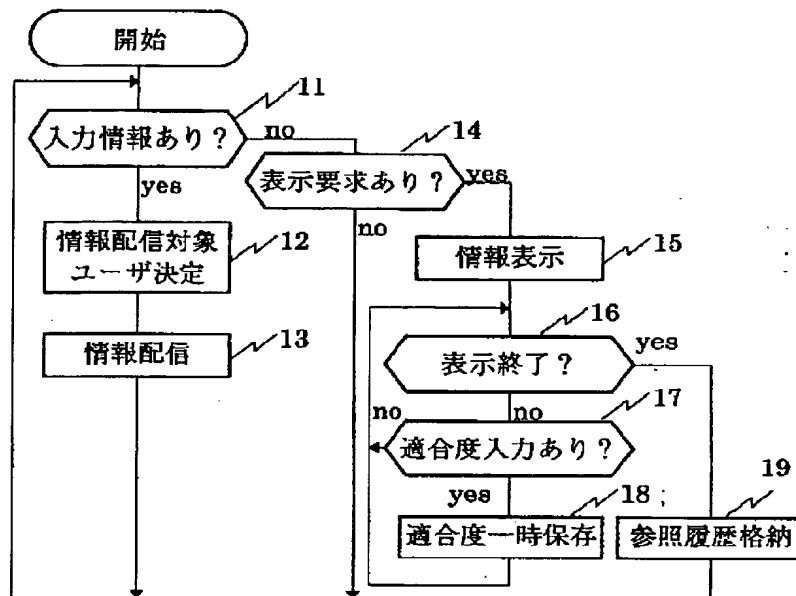 開始
11
入力情報あり?
no
14
yes
表示要求あり?
yes
no
情報配信対象
ユーザ決定
12
情報表示
15
16
情報配信
13
表示終了?
yes
no
no
17
適合度入力あり?
yes
18
19
適合度一時保存
参照履歴格納